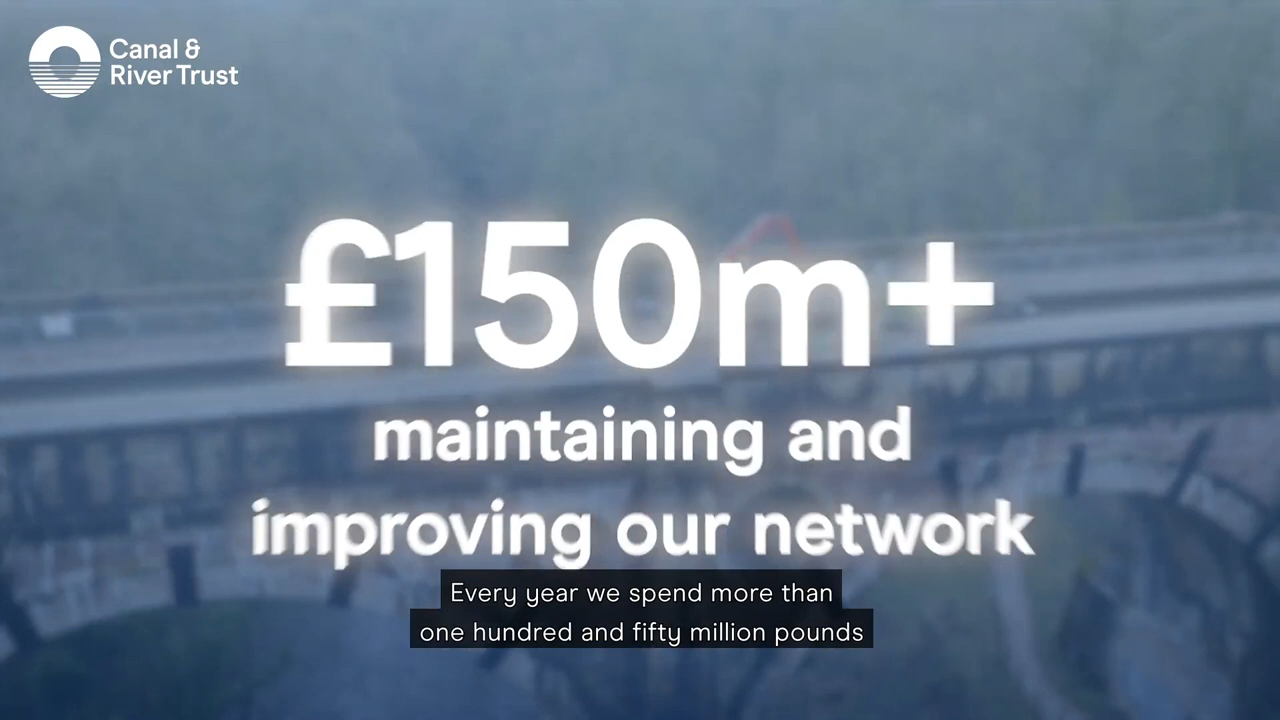 Canal &
River Trust
£150m+
maintaining and
improving our network
Every year we spend more than
one hundred and fifty million pounds